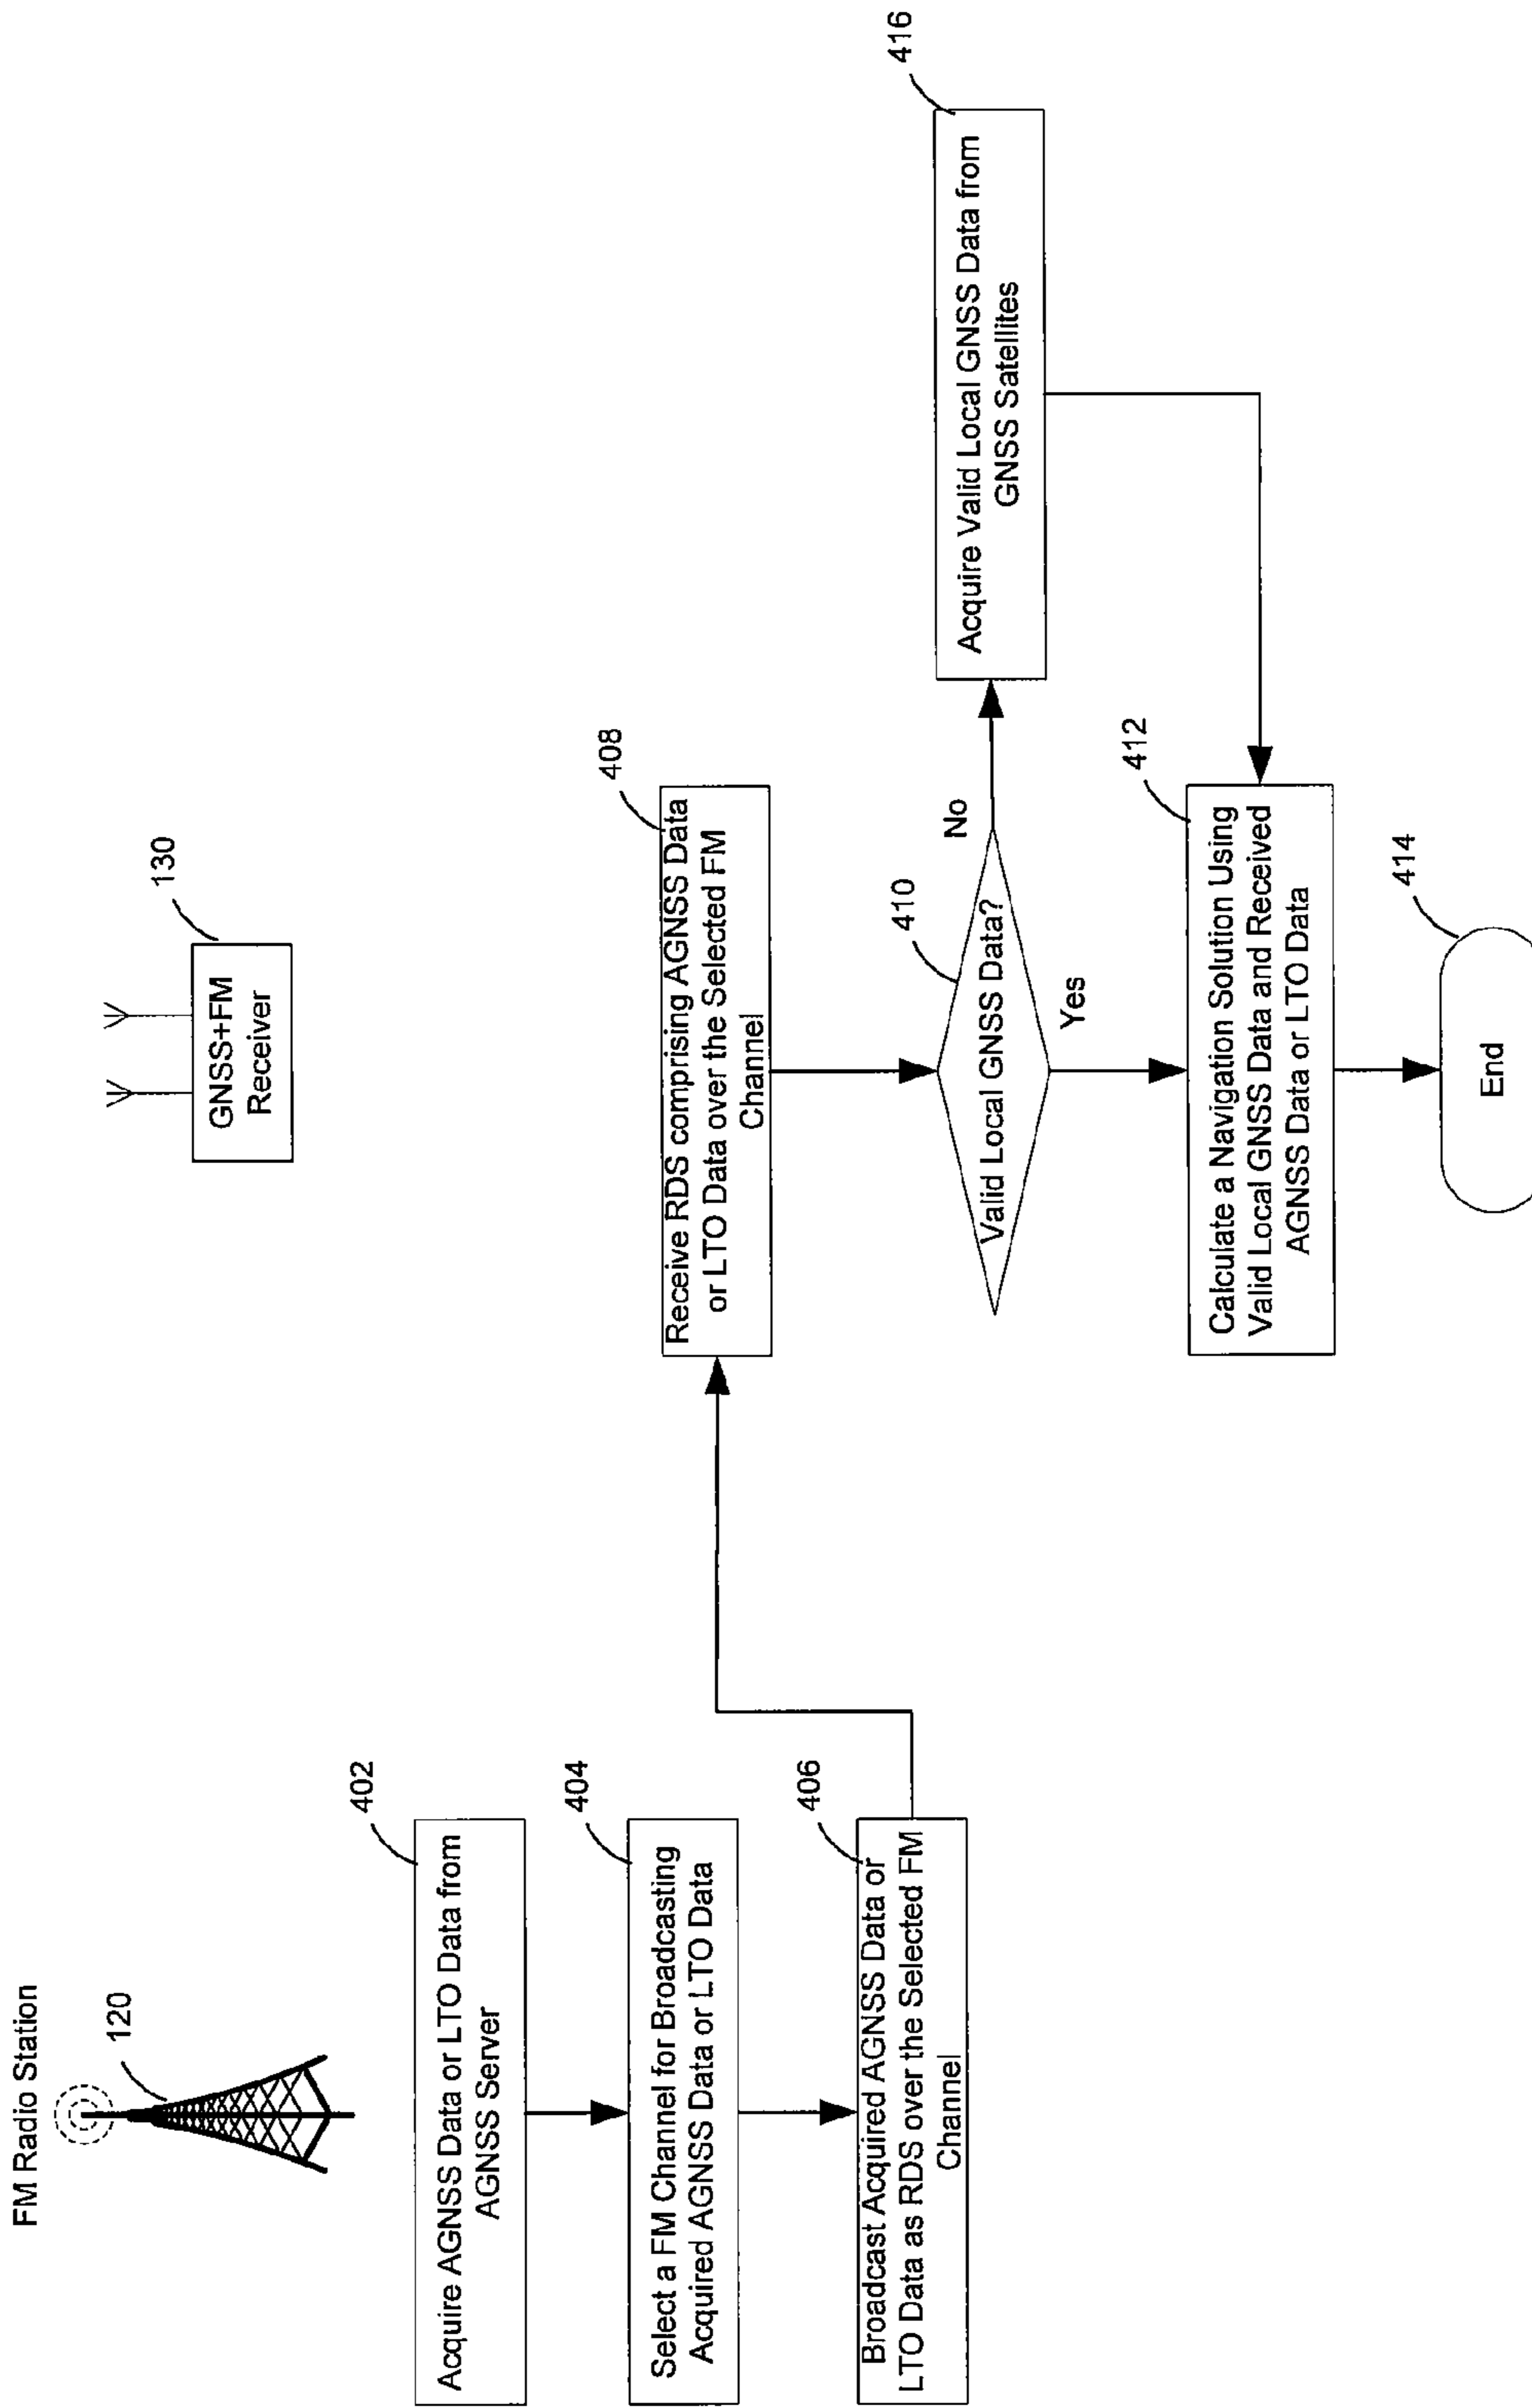 FM Radio Station
120
402
Acquire AGNSS Data or LTO Data from
AGNSS Server
404
Select a FM Channel for Broadcasting
Acquired AGNSS Data or LTO Data
406
Broadcast Acquired AGNSS Data or
LTO Data as RDS over the Selected FM
Channel
130
GNSS+FM
Receiver
408
Receive RDS comprising AGNSS Data
or LTO Data over the Selected FM
Channel
410
Valid Local GNSS Data?
No
Yes
416
Acquire Valid Local GNSS Data from
GNSS Satellites
412
Calculate a Navigation Solution Using
Valid Local GNSS Data and Received
AGNSS Data or LTO Data
414
End